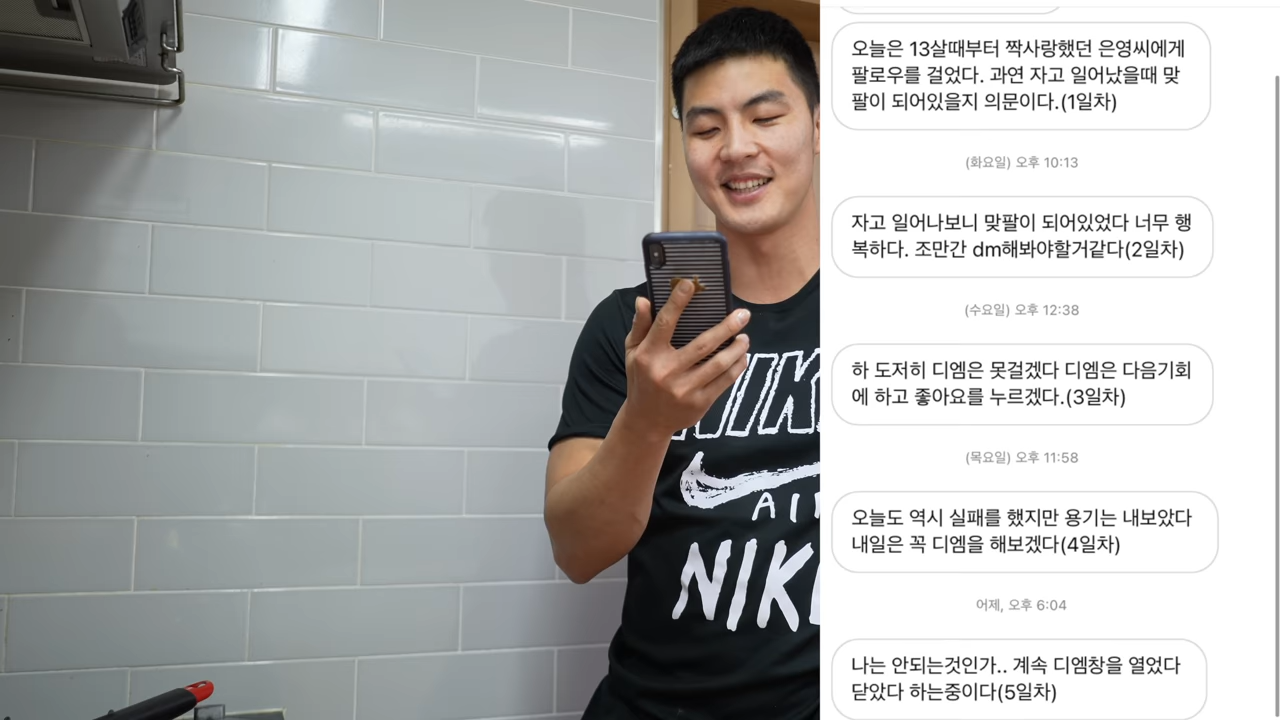 NIKE
AIR
NIKE
오늘은 13살때부터 짝사랑했던 은영씨에게
팔로우를 걸었다. 과연 자고 일어났을때 맞
팔이 되어있을지 의문이다.(1일차)
(화요일) 오후 10:13
자고 일어나보니 맞팔이 되어있었다 너무 행
복하다. 조만간 dm해봐야할거같다(2일차)
(수요일) 오후 12:38
하 도저히 디엠은 못걸겠다 디엠은 다음기회
에 하고 좋아요를 누르겠다.(3일차)
(목요일) 오후 11:58
오늘도 역시 실패를 했지만 용기는 내보았다
내일은 꼭 디엠을 해보겠다(4일차)
어제, 오후 6:04
나는 안되는것인가.. 계속 디엠창을 열었다
닫았다 하는중이다(5일차)